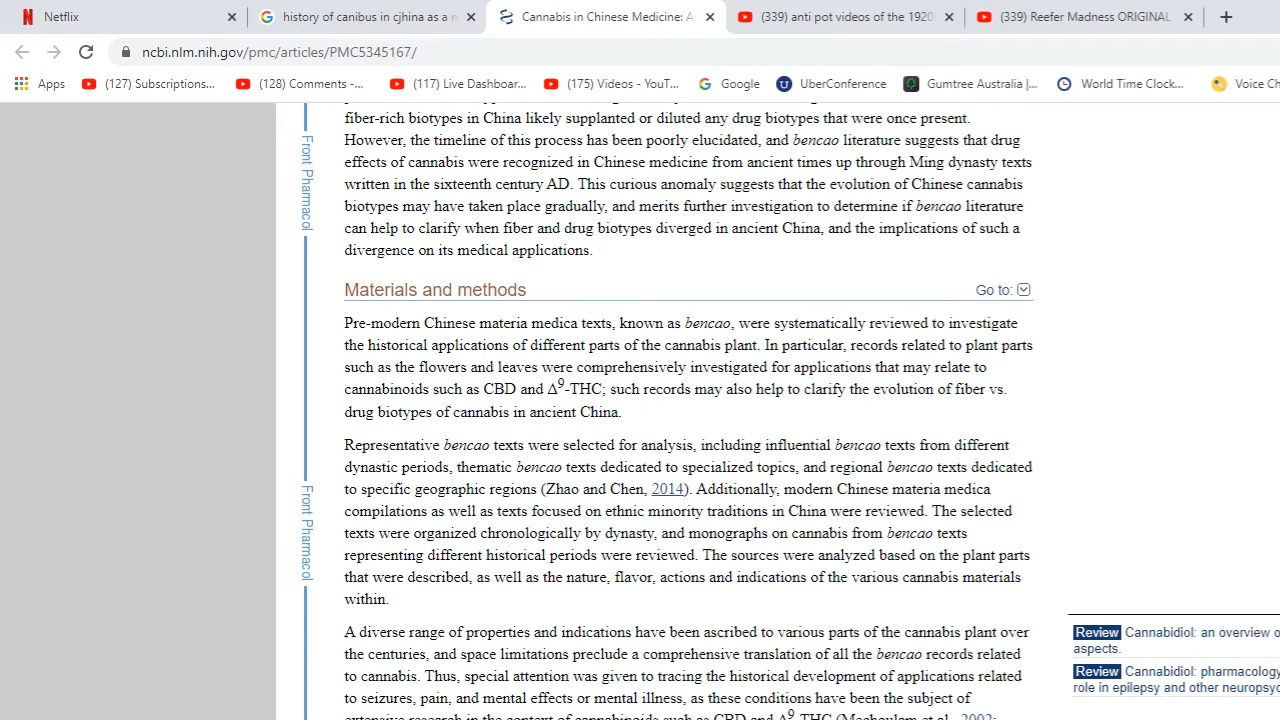 Netflix
history of canibus in cjhina as a
Cannabis in Chinese Medicine: A
(339) anti pot videos of the 1920
(339) Reefer Madness ORIGINAL
ncbi.nlm.nih.gov/pmc/articles/PMC5345167/
Apps
(127) Subscriptions...
(128) Comments -...
(117) Live Dashboar...
(175) Videos - YouT...
Google
UberConference
Gumtree Australia |...
World Time Clock...
Voice Ch
fiber-rich biotypes in China likely supplanted or diluted any drug biotypes that were once present.
However, the timeline of this process has been poorly elucidated, and bencao literature suggests that drug
effects of cannabis were recognized in Chinese medicine from ancient times up through Ming dynasty texts
written in the sixteenth century AD. This curious anomaly suggests that the evolution of Chinese cannabis
biotypes may have taken place gradually, and merits further investigation to determine if bencao literature
can help to clarify when fiber and drug biotypes diverged in ancient China, and the implications of such a
divergence on its medical applications.
Front Pharmacol
Materials and methods
Go to:
Pre-modern Chinese materia medica texts, known as bencao, were systematically reviewed to investigate
the historical applications of different parts of the cannabis plant. In particular, records related to plant parts
such as the flowers and leaves were comprehensively investigated for applications that may relate to
cannabinoids such as CBD and Δ9-THC; such records may also help to clarify the evolution of fiber vs.
drug biotypes of cannabis in ancient China.
Representative bencao texts were selected for analysis, including influential bencao texts from different
dynastic periods, thematic bencao texts dedicated to specialized topics, and regional bencao texts dedicated
to specific geographic regions (Zhao and Chen, 2014). Additionally, modern Chinese materia medica
compilations as well as texts focused on ethnic minority traditions in China were reviewed. The selected
texts were organized chronologically by dynasty, and monographs on cannabis from bencao texts
representing different historical periods were reviewed. The sources were analyzed based on the plant parts
that were described, as well as the nature, flavor, actions and indications of the various cannabis materials
within.
Front Pharmacol
A diverse range of properties and indications have been ascribed to various parts of the cannabis plant over
the centuries, and space limitations preclude a comprehensive translation of all the bencao records related
to cannabis. Thus, special attention was given to tracing the historical development of applications related
to seizures, pain, and mental effects or mental illness, as these conditions have been the subject of
extensive research in the context of cannabinoids such as CBD and Δ9-THC (Mechoulam et al., 2002;
Review Cannabidiol: an overview o
aspects.
Review Cannabidiol: pharmacology
role in epilepsy and other neuropsyc